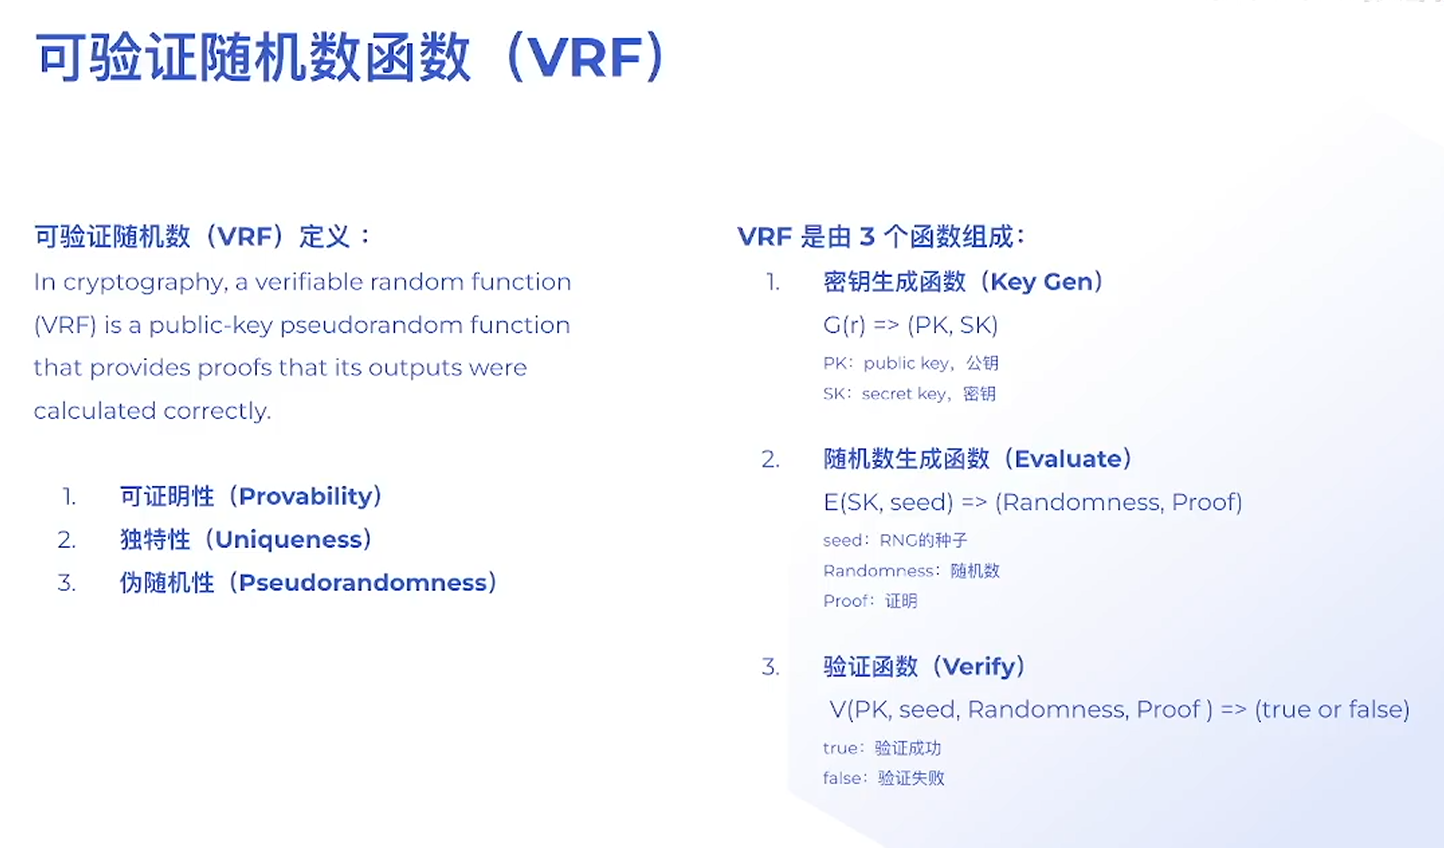 可验证随机数函数（VRF）
可验证随机数（VRF）定义：
In cryptography, a verifiable random function
(VRF) is a public-key pseudorandom function
that provides proofs that its outputs were
calculated correctly.
1. 可证明性（Provability）
2. 独特性（Uniqueness）
3. 伪随机性（Pseudorandomness）
VRF 是由 3 个函数组成：
1. 密钥生成函数（Key Gen）
G(r) => (PK, SK)
PK：public key，公钥
SK：secret key，密钥
2. 随机数生成函数（Evaluate）
E(SK, seed) => (Randomness, Proof)
seed：RNG的种子
Randomness：随机数
Proof：证明
3. 验证函数（Verify）
V(PK, seed, Randomness, Proof ) => (true or false)
true：验证成功
false：验证失败